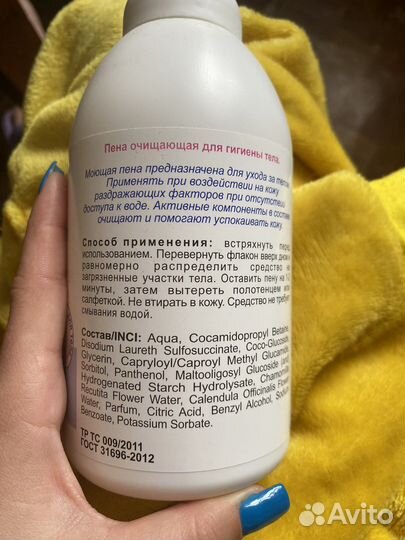 Пена очищающая для гигиены тела.
Моющая пена предназначена для ухода за телом.
Применять при воздействии на кожу
раздражающих факторов при отсутствии
доступа к воде. Активные компоненты в составе
очищают и помогают успокаивать кожу.
Способ применения: встряхнуть перед
использованием. Перевернуть флакон вверх дном и
равномерно распределить средство на
загрязненные участки тела. Оставить пену на
минуты, затем вытереть полотенцем или
салфеткой. Не втирать в кожу. Средство не требует
смывания водой.
Состав/INCI: Aqua, Cocamidopropyl Betaine,
Disodium Laureth Sulfosuccinate, Coco-Glucoside,
Glycerin, Capryloyl/Caproyl Methyl Glucamide,
Sorbitol, Panthenol, Maltooligosyl Glucoside (and)
Hydrogenated Starch Hydrolysate, Chamomilla
Recutita Flower Water, Calendula Officinalis Flower
Water, Parfum, Citric Acid, Benzyl Alcohol, Sodium
Benzoate, Potassium Sorbate.
ТР ТС 009/2011
ГОСТ 31696-2012
Avito